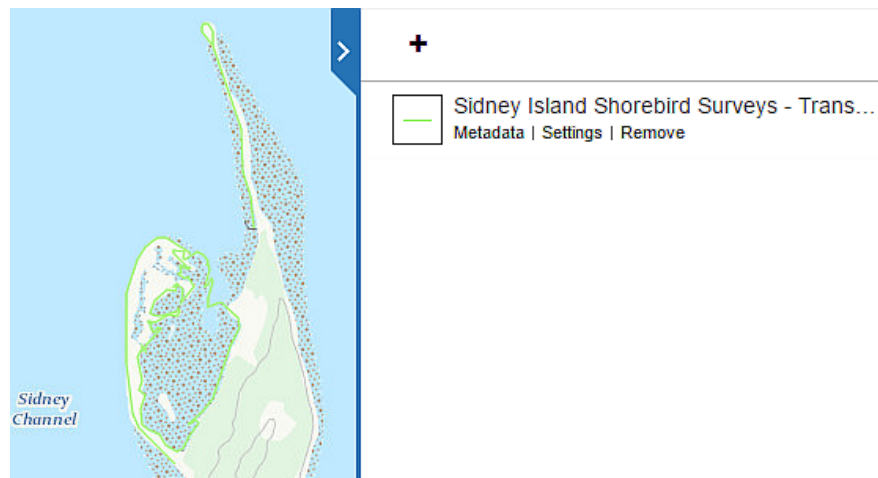 Sidney Island Shorebird Surveys - Trans...
Metadata | Settings | Remove
Sidney
Channel